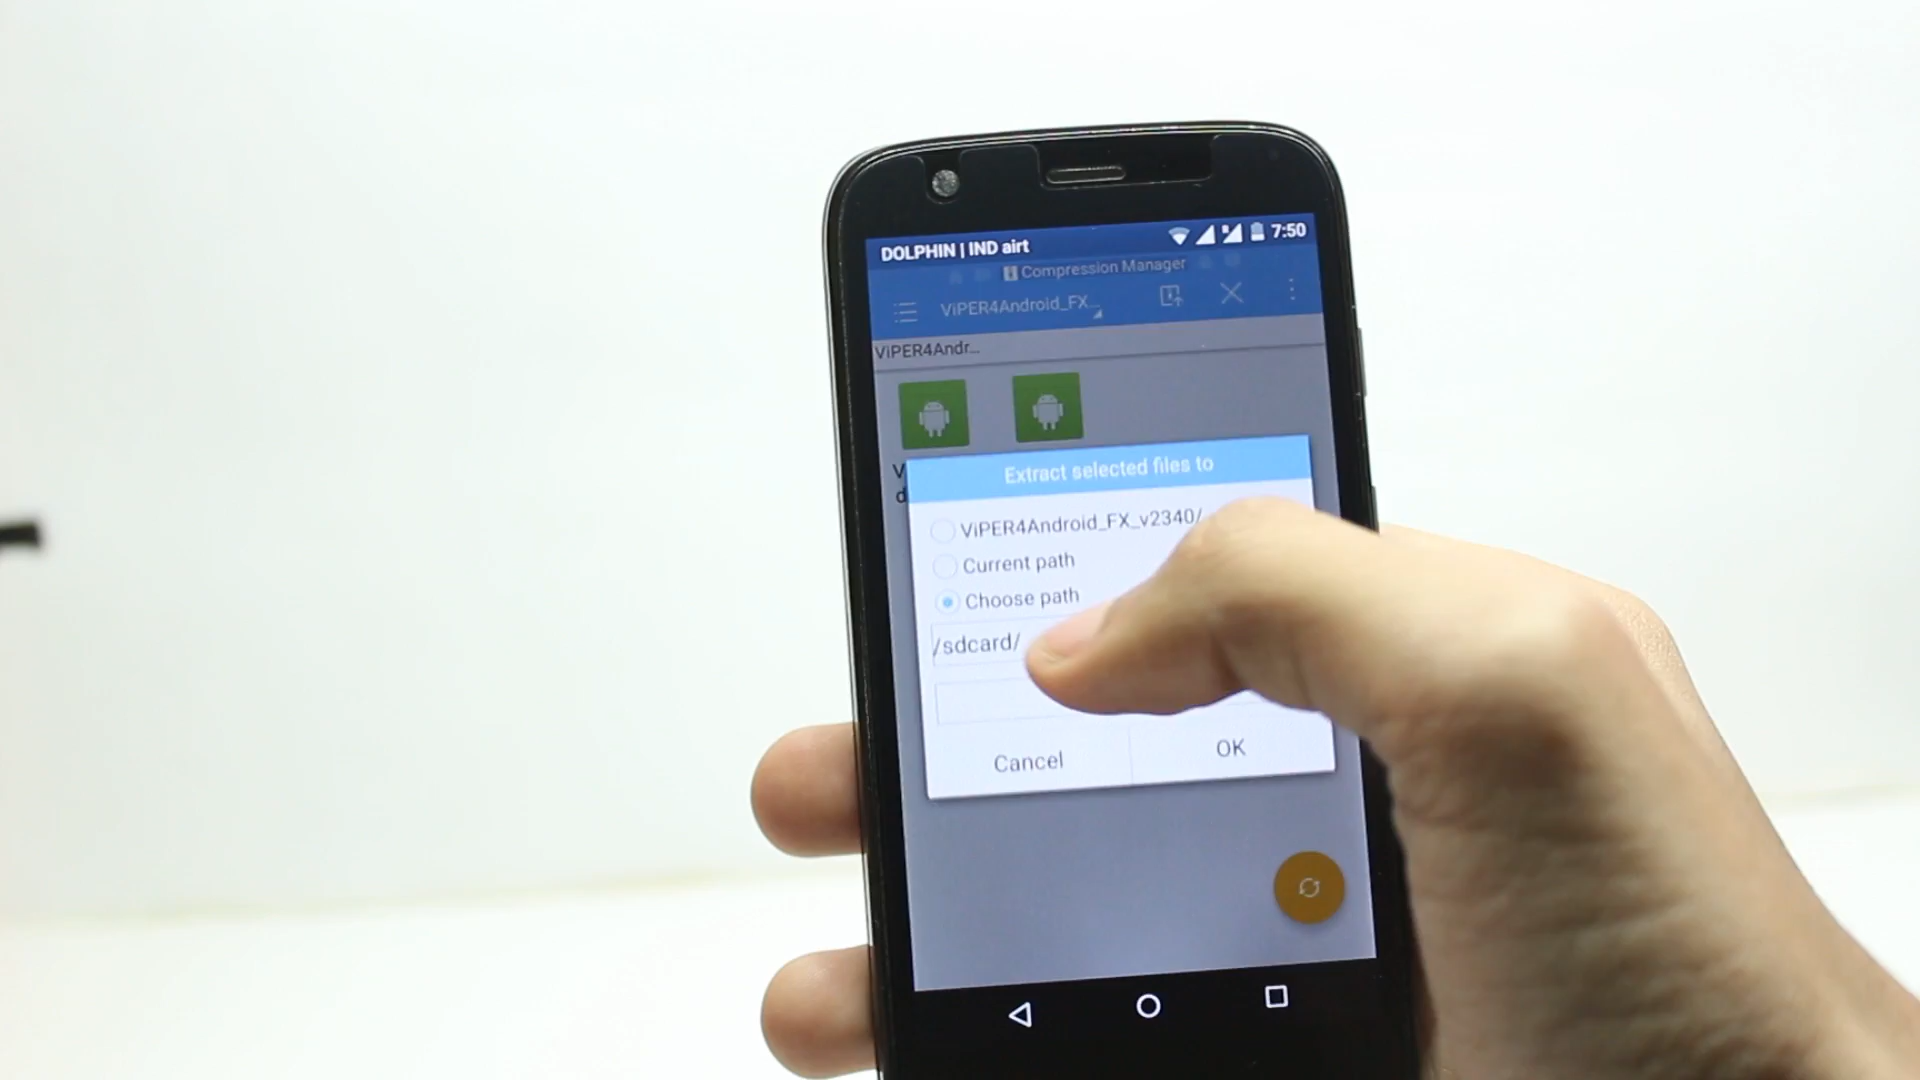 DOLPHIN | IND airt 7:50
Compression Manager
ViPER4Android_FX...
ViPER4Andr...
V
d
Extract selected files to
ViPER4Android_FX_v2340/
Current path
Choose path
/sdcard/
Cancel OK